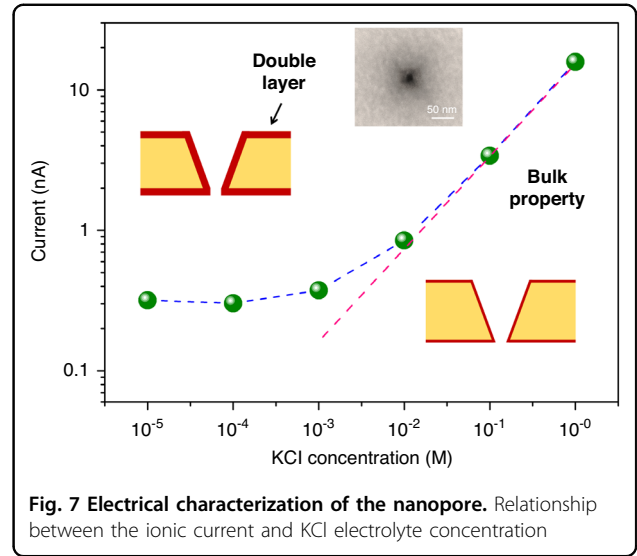 Double
layer
50 nm
10
1
0.1
Current (nA)
Bulk
property
10⁻⁵ 10⁻⁴ 10⁻³ 10⁻² 10⁻¹ 10⁻⁰
KCl concentration (M)
Fig. 7 Electrical characterization of the nanopore. Relationship
between the ionic current and KCl electrolyte concentration